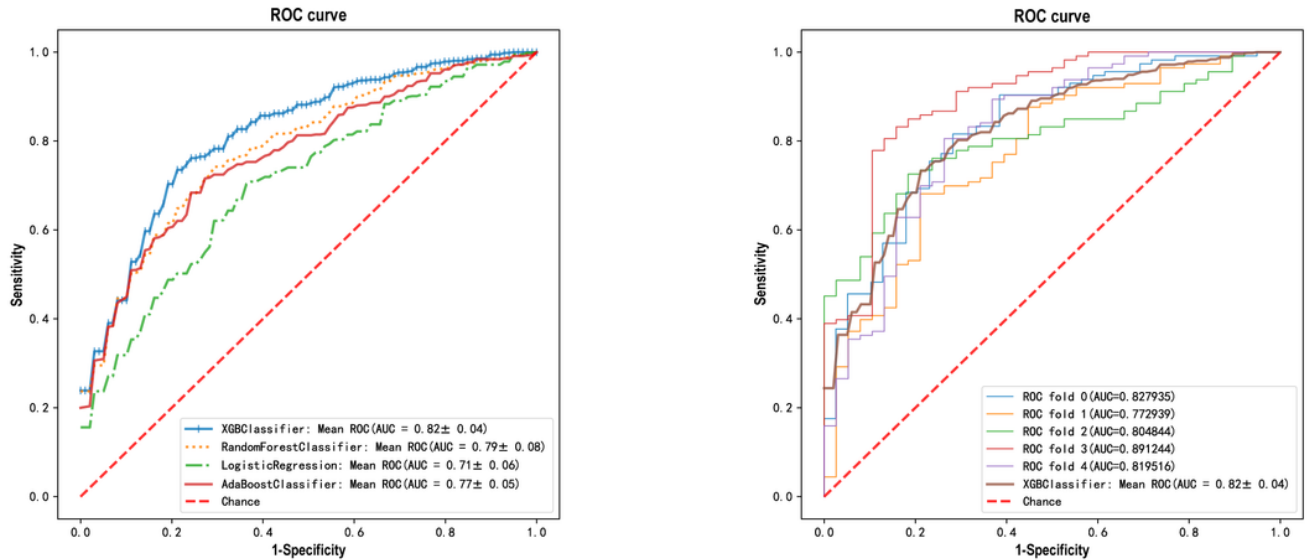 ROC curve
1.0
0.8
0.6
0.4
0.2
0.0
Sensitivity
XGBClassifier: Mean ROC(AUC = 0.82± 0.04)
RandomForestClassifier: Mean ROC(AUC = 0.79± 0.08)
LogisticRegression: Mean ROC(AUC = 0.71± 0.06)
AdaBoostClassifier: Mean ROC(AUC = 0.77± 0.05)
Chance
0.0 0.2 0.4 0.6 0.8 1.0
1-Specificity
ROC curve
1.0
0.8
0.6
0.4
0.2
0.0
Sensitivity
ROC fold 0(AUC=0.827935)
ROC fold 1(AUC=0.772939)
ROC fold 2(AUC=0.804844)
ROC fold 3(AUC=0.891244)
ROC fold 4(AUC=0.819516)
XGBClassifier: Mean ROC(AUC = 0.82± 0.04)
Chance
0.0 0.2 0.4 0.6 0.8 1.0
1-Specificity